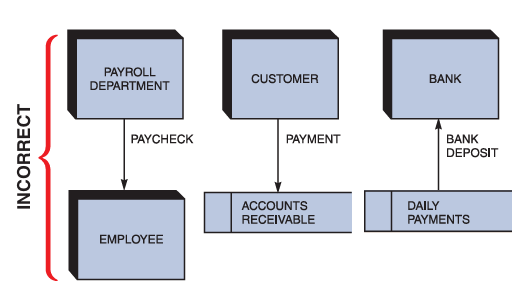 INCORRECT
PAYROLL
DEPARTMENT
PAYCHECK
EMPLOYEE
CUSTOMER
PAYMENT
ACCOUNTS
RECEIVABLE
BANK
BANK
DEPOSIT
DAILY
PAYMENTS